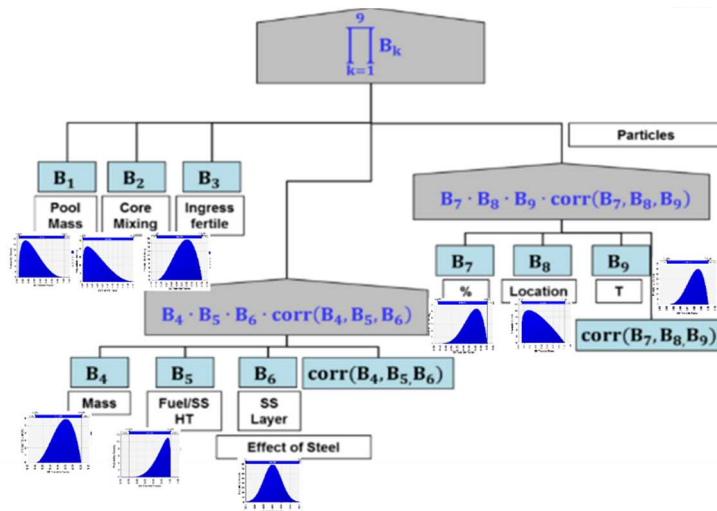 9
∏ B_k
k=1
Particles
B₁
B₂
B₃
Pool
Mass
Core
Mixing
Ingress
fertile
B₇ · B₈ · B₉ · corr(B₇, B₈, B₉)
B₇
B₈
B₉
%
Location
T
corr(B₇, B₈, B₉)
B₄ · B₅ · B₆ · corr(B₄, B₅, B₆)
B₄
B₅
B₆
corr(B₄, B₅, B₆)
Mass
Fuel/SS
HT
SS
Layer
Effect of Steel